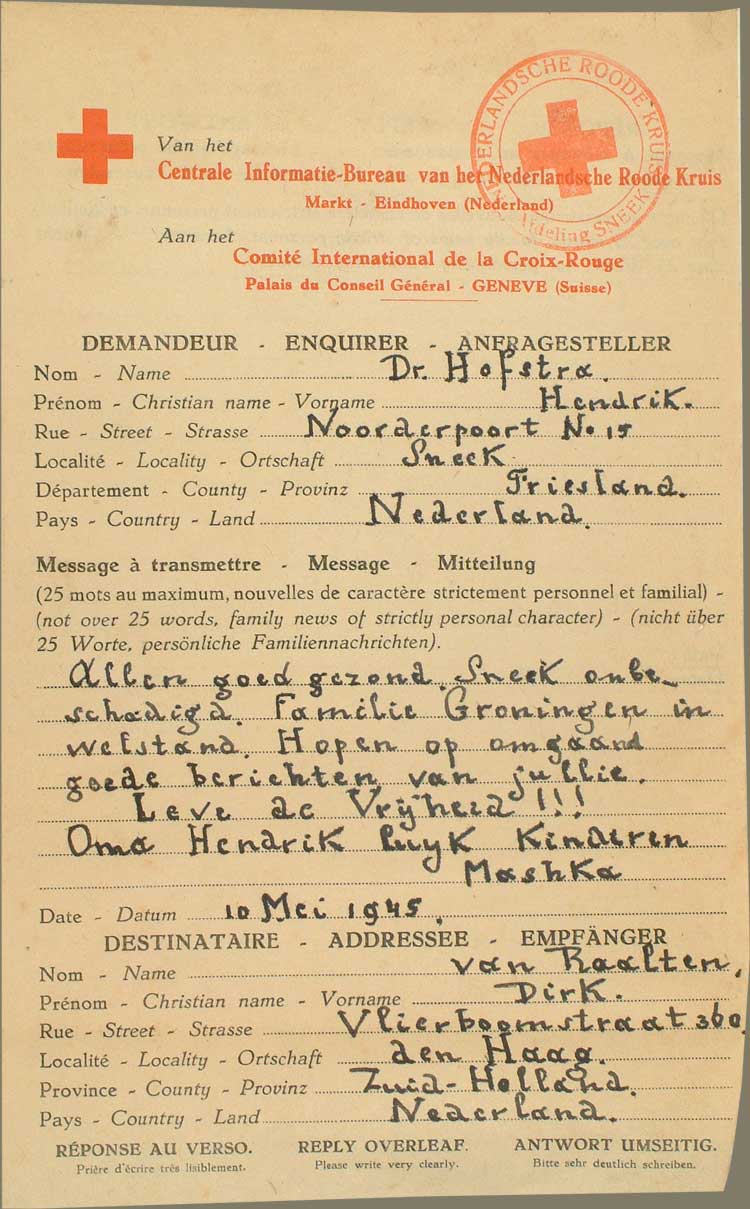 NEDERLANDSCHE ROODE KRUIS
Afdeling SNEEK
Van het
Centrale Informatie-Bureau van het Nederlandsche Roode Kruis
Markt - Eindhoven (Nederland)
Aan het
Comité International de la Croix-Rouge
Palais du Conseil Général - GENEVE (Suisse)
DEMANDEUR - ENQUIRER - ANFRAGESTELLER
Nom - Name Dr. Hofstra.
Prénom - Christian name - Vorname Hendrik.
Rue - Street - Strasse Noorderpoort No 15
Localité - Locality - Ortschaft Sneek
Département - County - Provinz Friesland.
Pays - Country - Land Nederland.
Message à transmettre - Message - Mitteilung
(25 mots au maximum, nouvelles de caractère strictement personnel et familial) -
(not over 25 words, family news of strictly personal character) - (nicht über
25 Worte, persönliche Familiennachrichten).
Allen goed gezond. Sneek onbe-
schadigd. Familie Groningen in
welstand. Hopen op omgaand
goede berichten van jullie.
Leve de Vrijheid!!!
Oma Hendrik Kinderen
Mashka
Date - Datum 10 Mei 1945.
DESTINATAIRE - ADDRESSEE - EMPFÄNGER
Nom - Name van Raalten,
Prénom - Christian name - Vorname Dirk.
Rue - Street - Strasse Vlierboomstraat 360.
Localité - Locality - Ortschaft den Haag.
Province - County - Provinz Zuid-Holland.
Pays - Country - Land Nederland.
RÉPONSE AU VERSO. REPLY OVERLEAF. ANTWORT UMSEITIG.
Prière d'écrire très lisiblement. Please write very clearly. Bitte sehr deutlich schreiben.